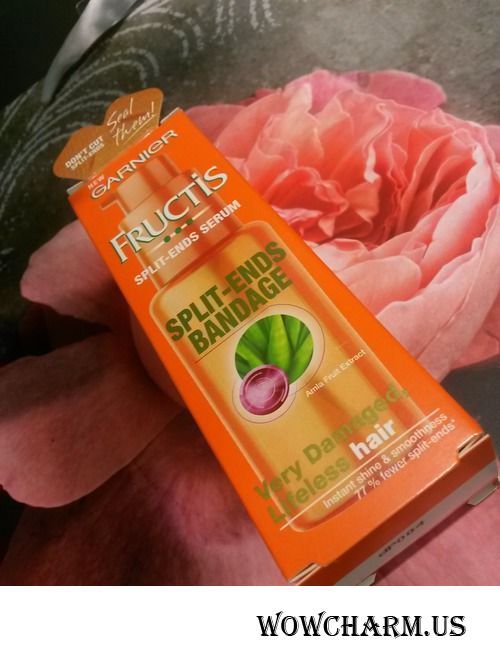 Seal
Them!
DON'T CUT
SPLIT-ENDS
NEW
GARNIER
FRUCTiS
SPLIT-ENDS SERUM
SPLIT-ENDS
BANDAGE
Amla Fruit Extract
Very Damaged,
Lifeless hair
Instant shine & smoothness
77 % fewer split-ends*
WOWCHARM.US